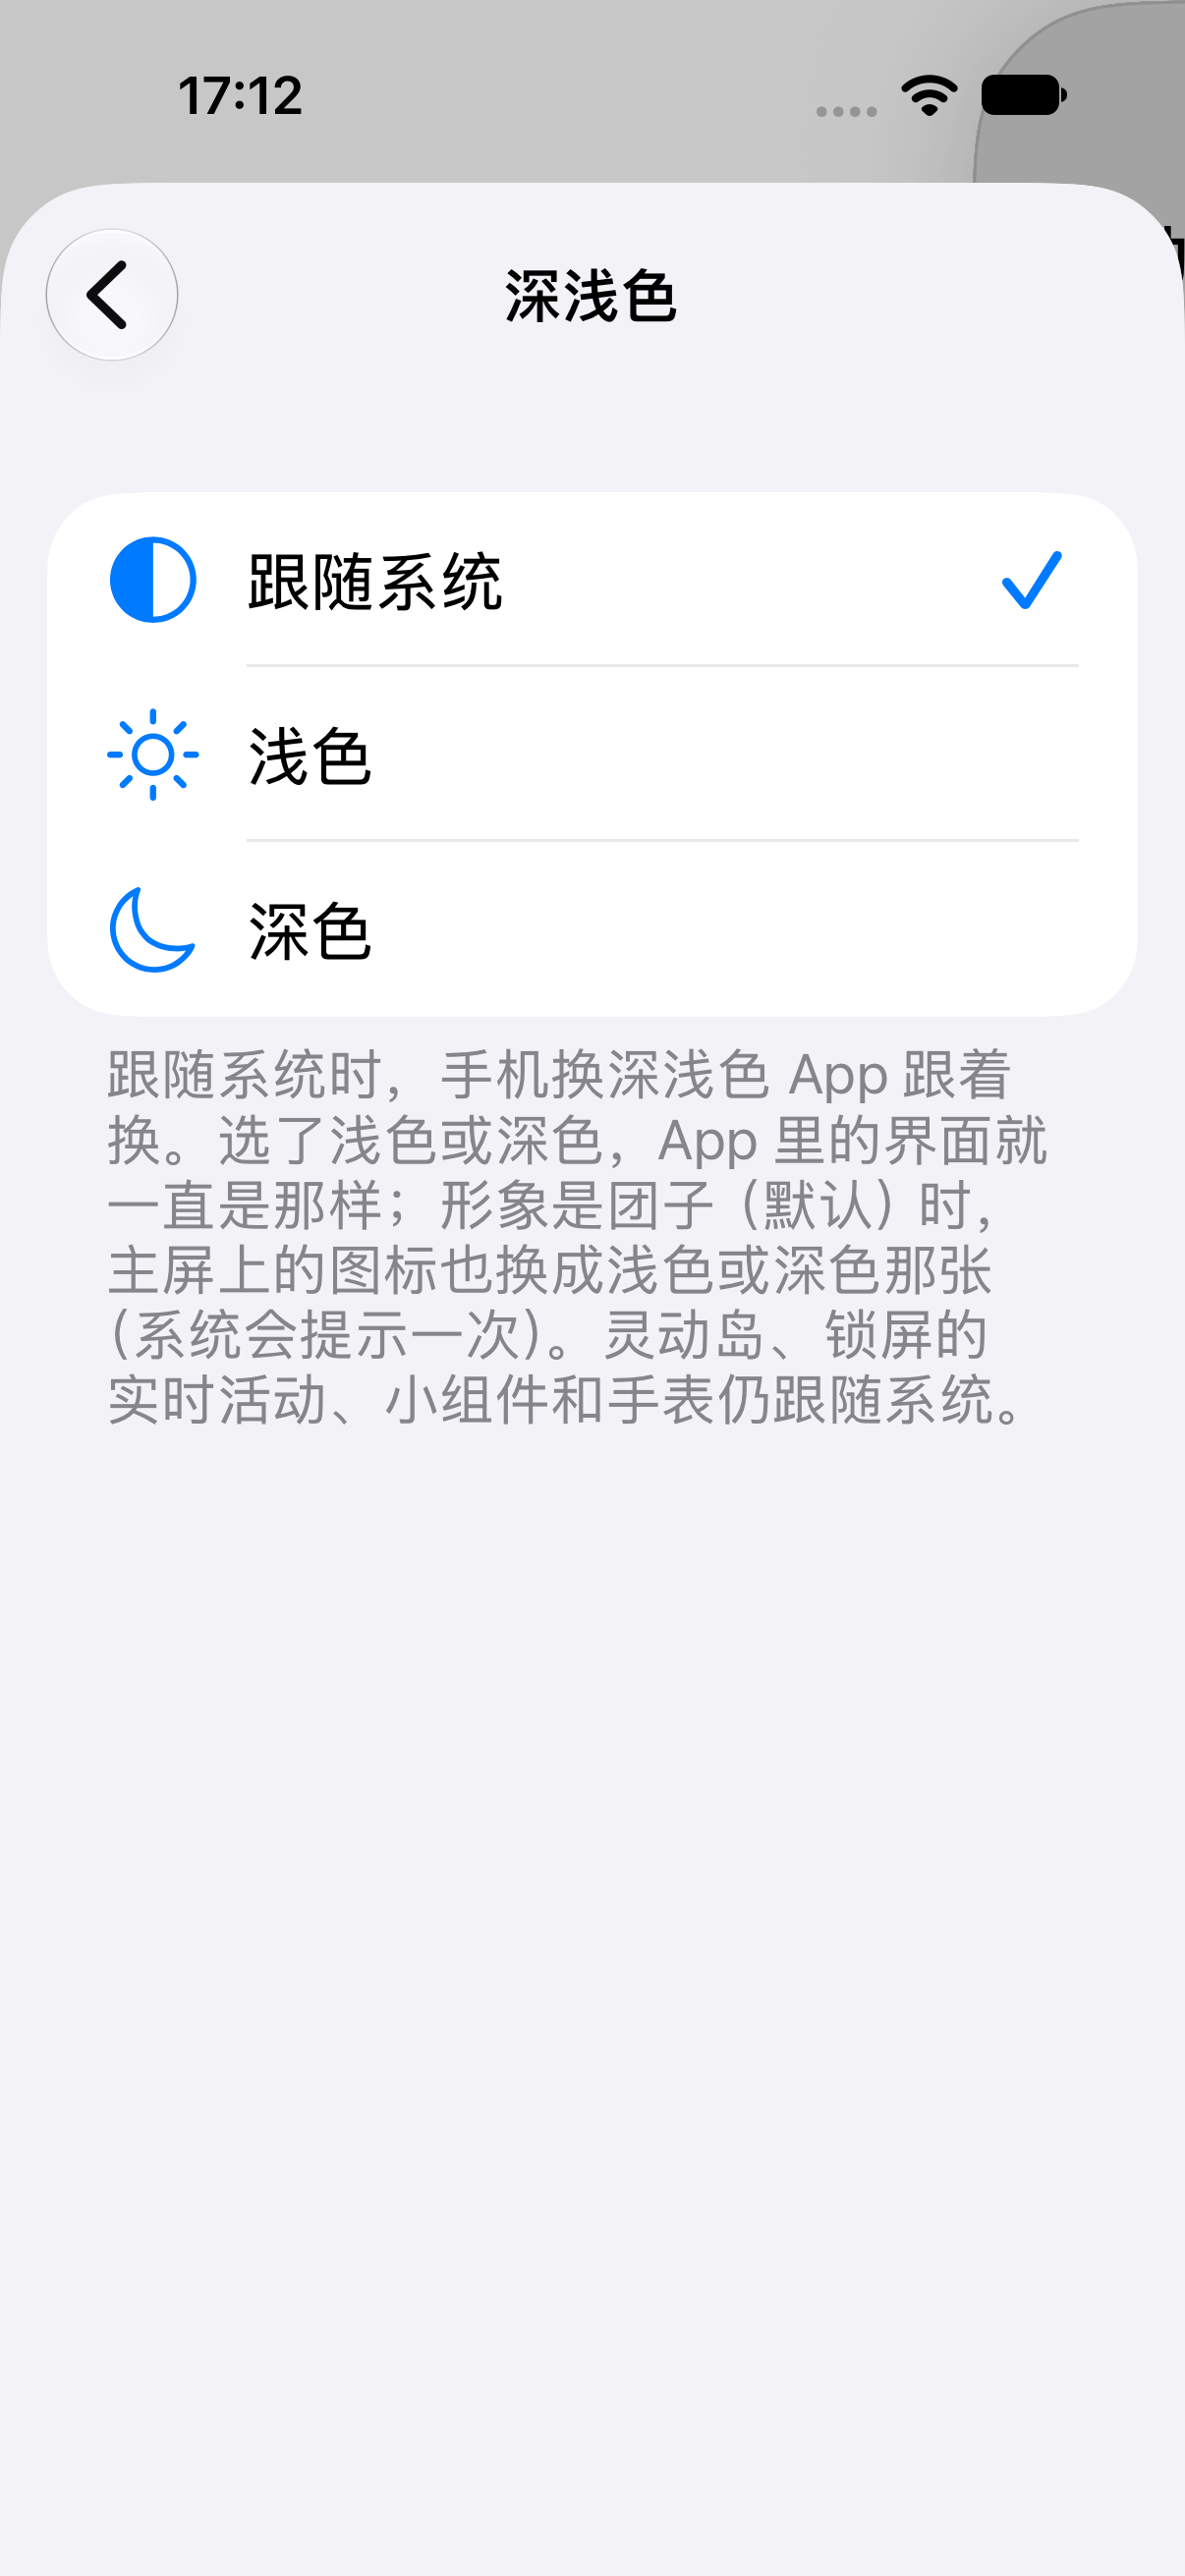 17:12
深浅色
跟随系统
浅色
深色
跟随系统时，手机换深浅色 App 跟着
换。选了浅色或深色，App 里的界面就
一直是那样；形象是团子（默认）时，
主屏上的图标也换成浅色或深色那张
（系统会提示一次）。灵动岛、锁屏的
实时活动、小组件和手表仍跟随系统。